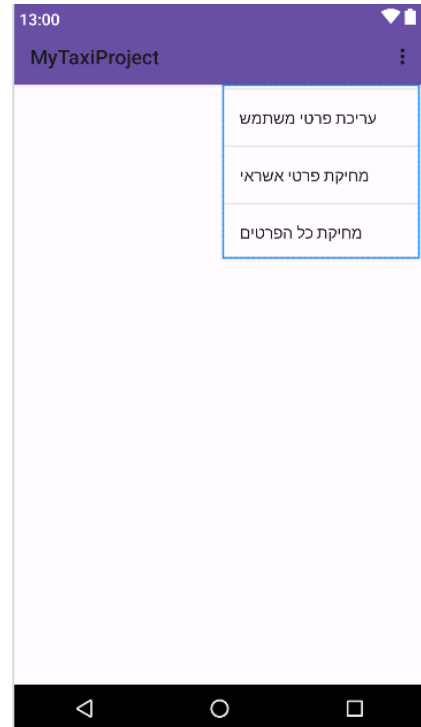 13:00
MyTaxiProject
עריכת פרטי משתמש
מחיקת פרטי אשראי
מחיקת כל הפרטים